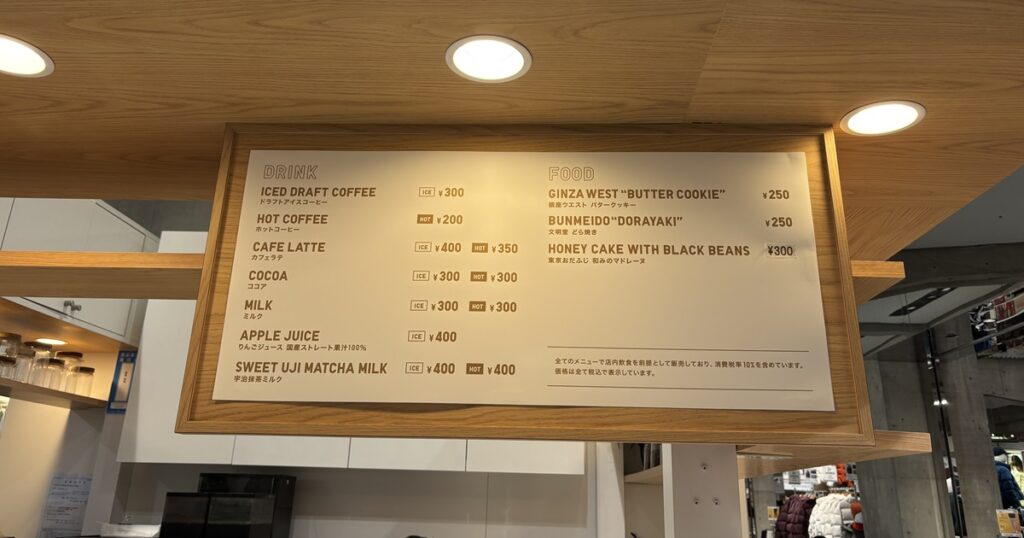 DRINK
ICED DRAFT COFFEE ICE ¥300
ドラフトアイスコーヒー
HOT COFFEE HOT ¥200
ホットコーヒー
CAFE LATTE ICE ¥400 HOT ¥350
カフェラテ
COCOA ICE ¥300 HOT ¥300
ココア
MILK ICE ¥300 HOT ¥300
ミルク
APPLE JUICE ICE ¥400
りんごジュース 国産ストレート果汁100%
SWEET UJI MATCHA MILK ICE ¥400 HOT ¥400
宇治抹茶ミルク
FOOD
GINZA WEST “BUTTER COOKIE” ¥250
銀座ウエスト バタークッキー
BUNMEIDO “DORAYAKI” ¥250
文明堂 どら焼き
HONEY CAKE WITH BLACK BEANS ¥300
東京おだふじ 和みのマドレーヌ
全てのメニューで店内飲食を前提として販売しており、消費税率10%を含めています。
価格は全て税込で表示しています。